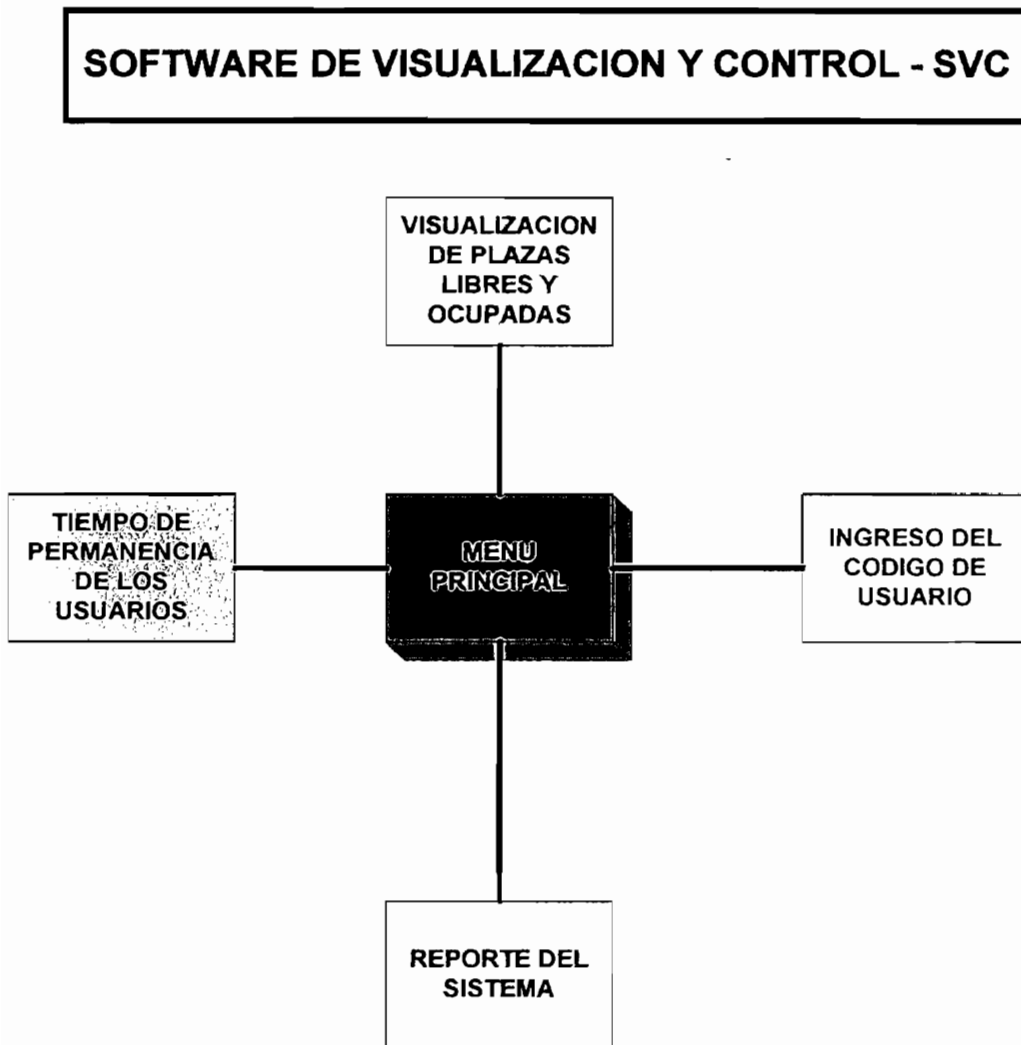 SOFTWARE DE VISUALIZACION Y CONTROL - SVC
VISUALIZACION
DE PLAZAS
LIBRES Y
OCUPADAS
TIEMPO DE
PERMANENCIA
DE LOS
USUARIOS
MENU
PRINCIPAL
INGRESO DEL
CODIGO DE
USUARIO
REPORTE DEL
SISTEMA